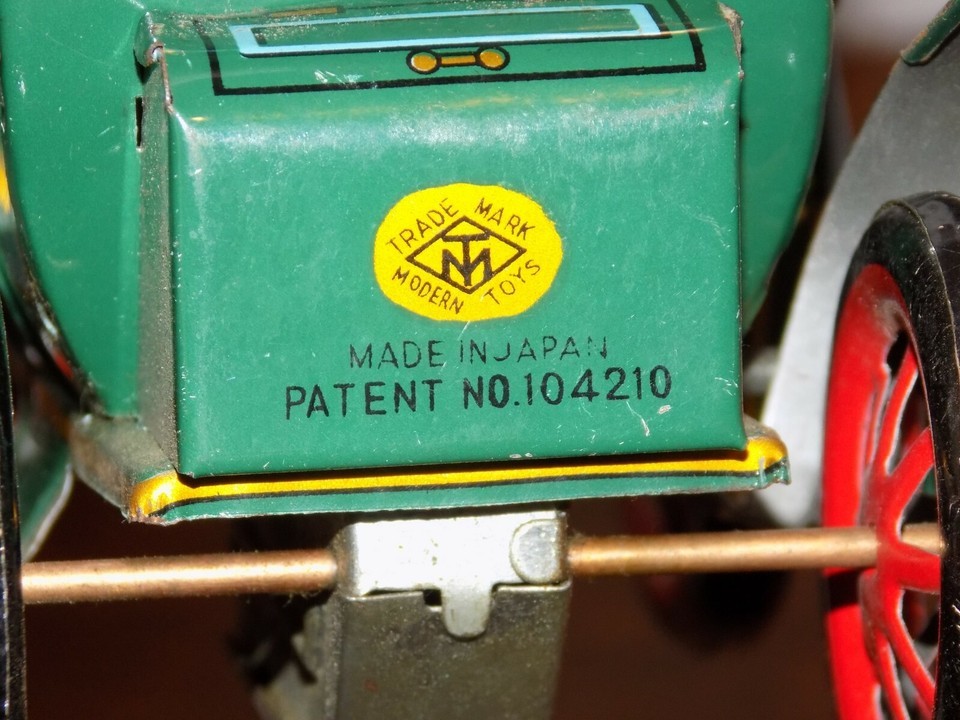 TRADE MARK
TM
MODERN TOYS
MADE IN JAPAN
PATENT NO.104210